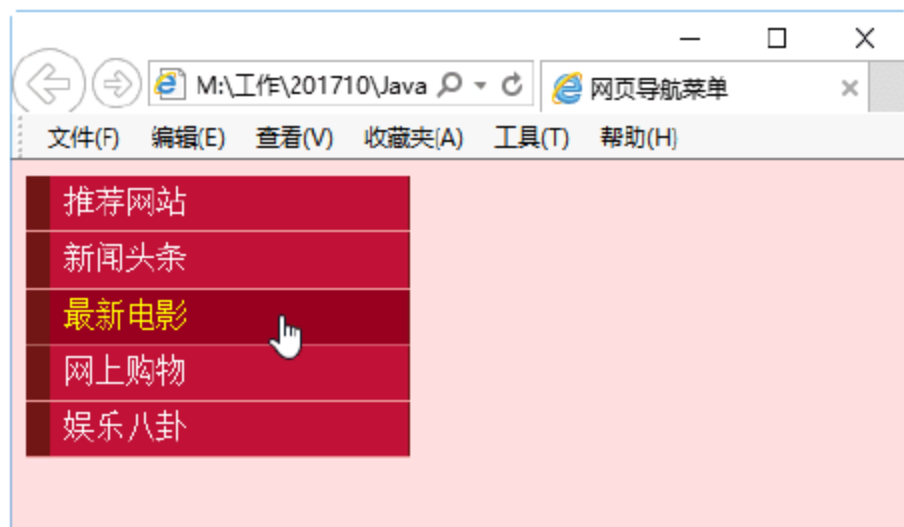 M:\工作\201710\Java
网页导航菜单
文件(F) 编辑(E) 查看(V) 收藏夹(A) 工具(T) 帮助(H)
推荐网站
新闻头条
最新电影
网上购物
娱乐八卦